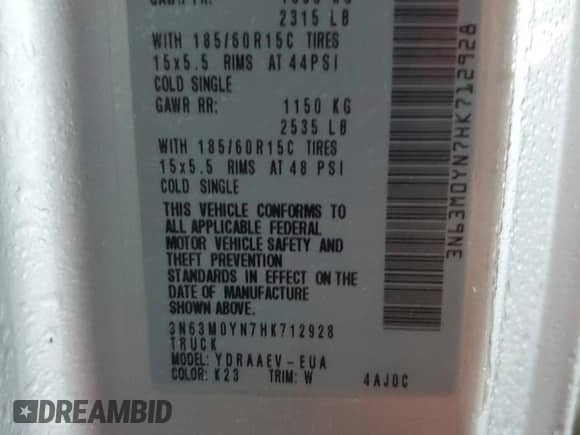 2315 LB
WITH 185/60R15C TIRES
15x5.5 RIMS AT 44PSI
COLD SINGLE
GAWR RR: 1150 KG
2535 LB
WITH 185/60R15C TIRES
15x5.5 RIMS AT 48 PSI
COLD SINGLE
THIS VEHICLE CONFORMS TO
ALL APPLICABLE FEDERAL
MOTOR VEHICLE SAFETY AND
THEFT PREVENTION
STANDARDS IN EFFECT ON THE
DATE OF MANUFACTURE
SHOWN ABOVE.
3N63M0YN7HK712928
TRUCK
MODEL: YDRAAEV-EUA
COLOR: K23 TRIM: W 4AJ0C
3N63M0YN7HK712928
DREAMBID